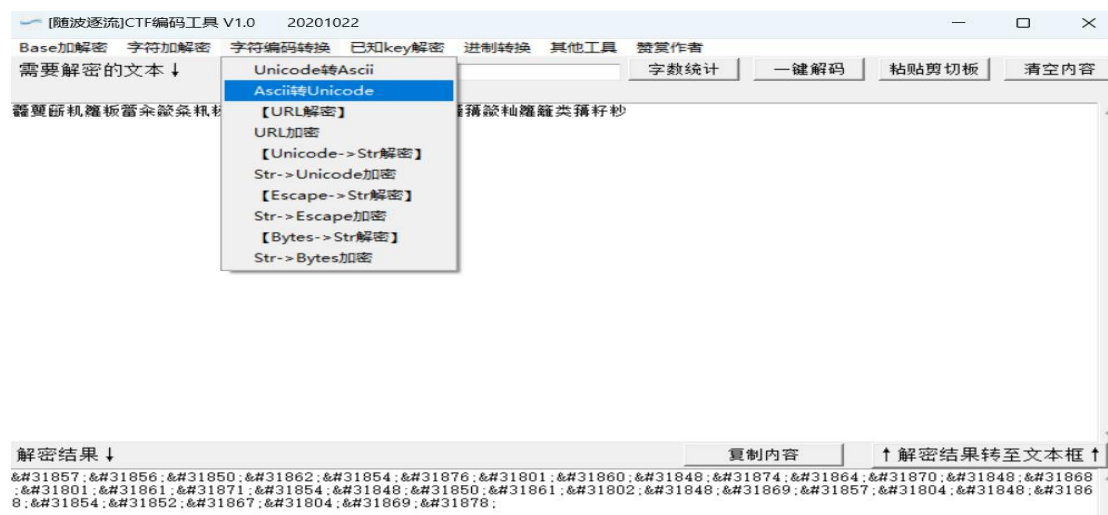 [随波逐流]CTF编码工具 V1.0 20201022
Base加解密 字符加解密 字符编码转换 已知key解密 进制转换 其他工具 赞赏作者
需要解密的文本↓ 字数统计 一键解码 粘贴剪切板 清空内容
Unicode转Ascii
Ascii转Unicode
【URL解密】
URL加密
【Unicode->Str解密】
Str->Unicode加密
【Escape->Str解密】
Str->Escape加密
【Bytes->Str解密】
Str->Bytes加密
解密结果↓ 复制内容 ↑解密结果转至文本框↑
&#31857;&#31856;&#31850;&#31862;&#31854;&#31876;&#31801;&#31860;&#31848;&#31874;&#31864;&#31870;&#31848;&#31868
;&#31801;&#31861;&#31871;&#31854;&#31848;&#31850;&#31861;&#31802;&#31848;&#31869;&#31857;&#31804;&#31848;&#3186
8;&#31854;&#31852;&#31867;&#31804;&#31869;&#31878;